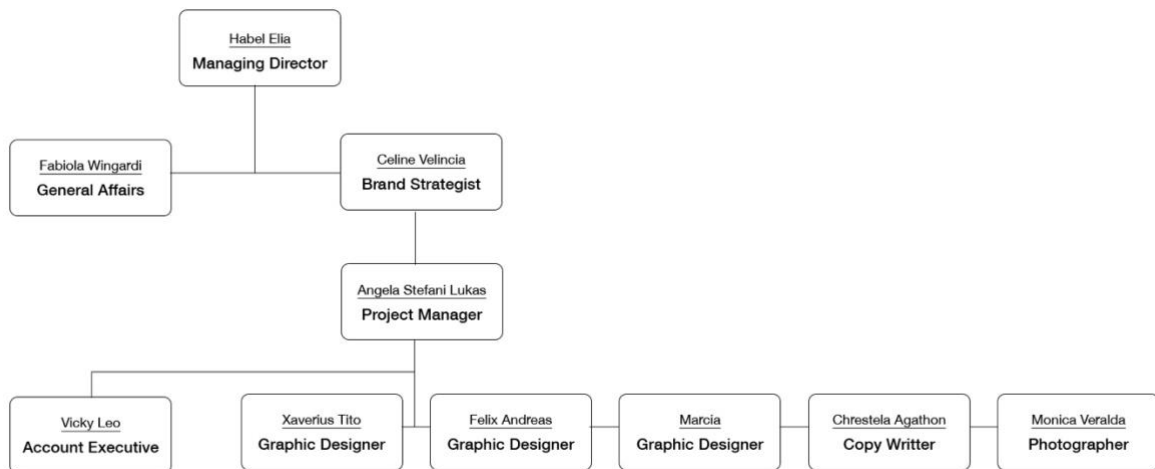 Habel Elia
Managing Director
Fabiola Wingardi
General Affairs
Celine Velincia
Brand Strategist
Angela Stefani Lukas
Project Manager
Vicky Leo
Account Executive
Xaverius Tito
Graphic Designer
Felix Andreas
Graphic Designer
Marcia
Graphic Designer
Chrestela Agathon
Copy Writter
Monica Veralda
Photographer